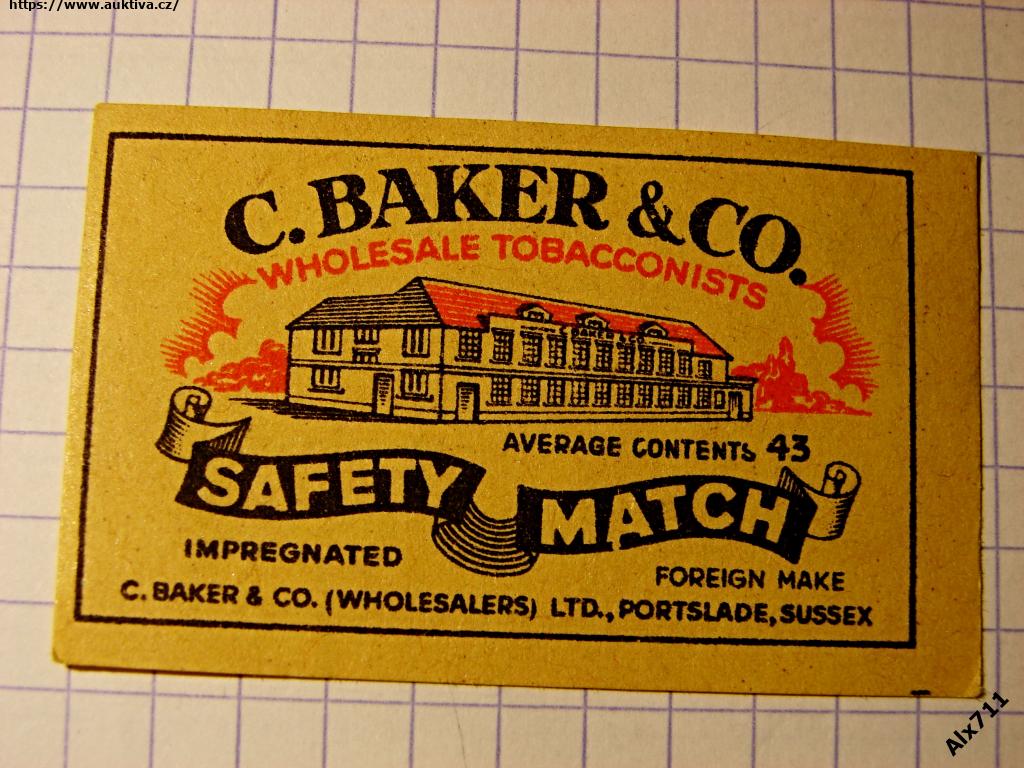 https://www.auktiva.cz/
C. BAKER & CO.
WHOLESALE TOBACCONISTS
AVERAGE CONTENTS 43
SAFETY MATCH
IMPREGNATED
FOREIGN MAKE
C. BAKER & CO. (WHOLESALERS) LTD., PORTSLADE, SUSSEX
Alx711